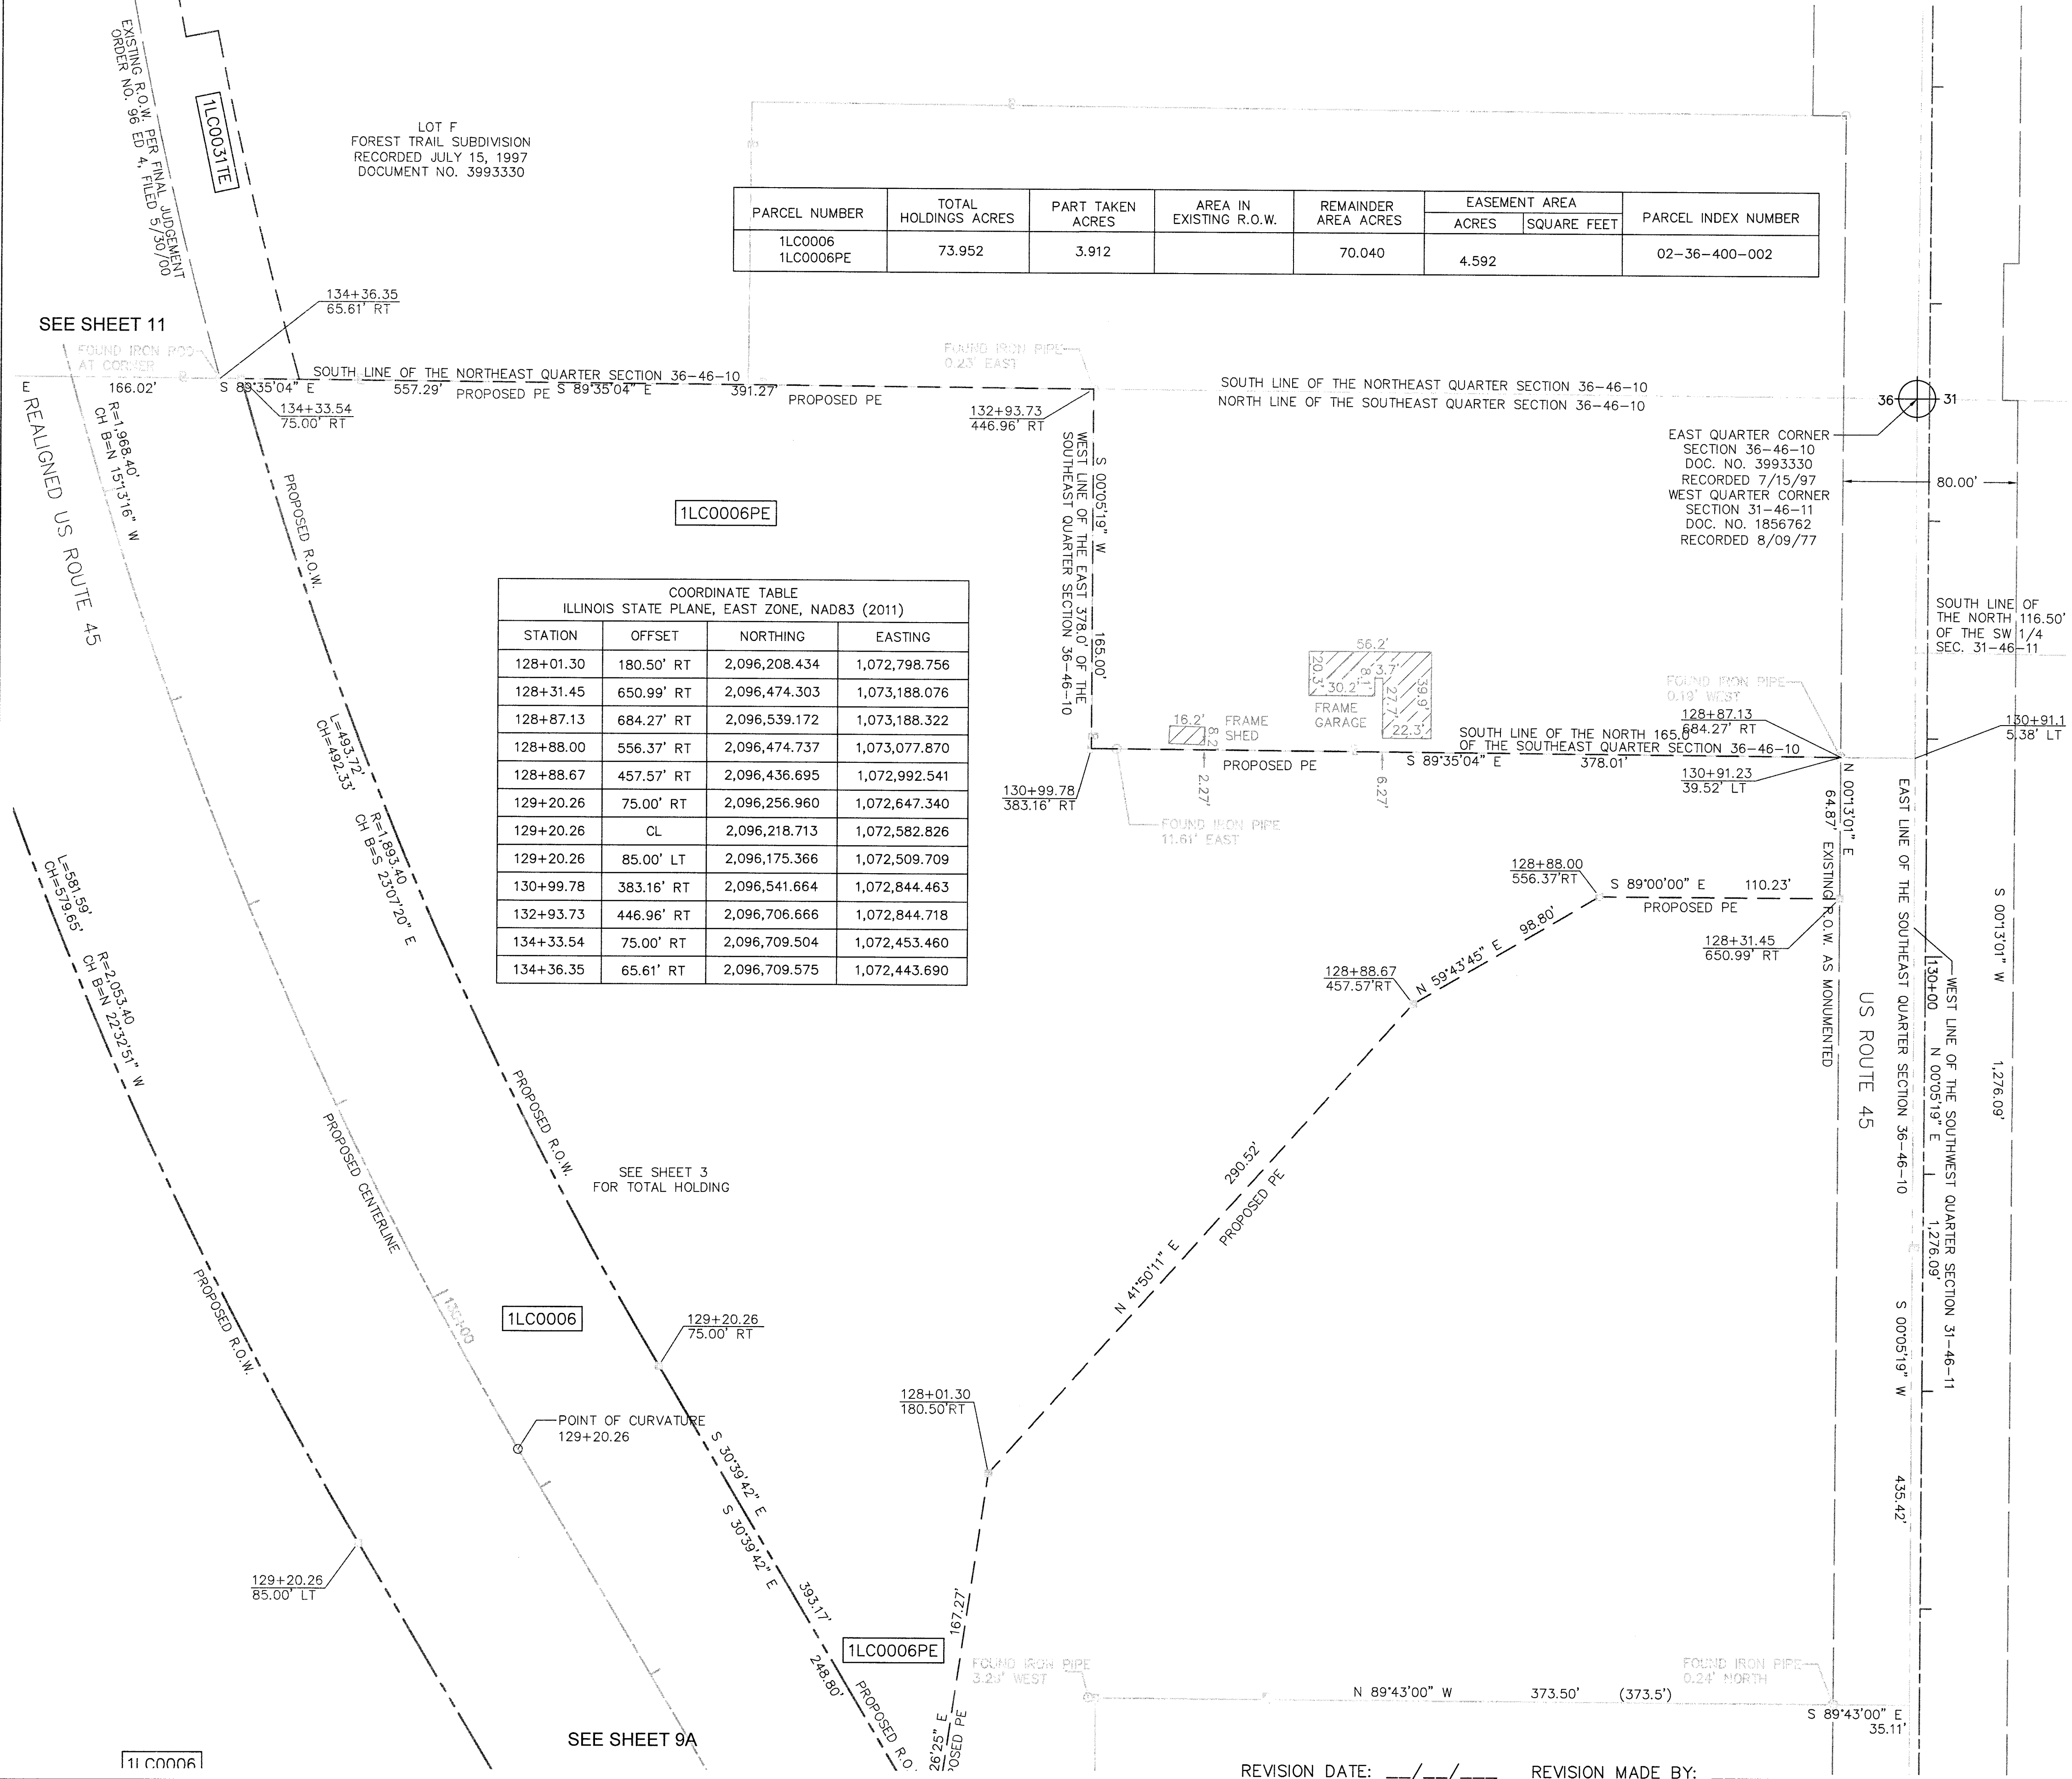 EXISTING R.O.W. PER FINAL JUDGEMENT
ORDER NO. 96 ED 4, FILED 5/30/00
1LC0031TE
LOT F
FOREST TRAIL SUBDIVISION
RECORDED JULY 15, 1997
DOCUMENT NO. 3993330
PARCEL NUMBER TOTAL HOLDINGS ACRES PART TAKEN ACRES AREA IN EXISTING R.O.W. REMAINDER AREA ACRES EASEMENT AREA PARCEL INDEX NUMBER
ACRES SQUARE FEET
1LC0006
1LC0006PE 73.952 3.912 70.040 4.592 02-36-400-002
134+36.35
65.61' RT
SEE SHEET 11
FOUND IRON ROD
AT CORNER
E 166.02' S 89°35'04" E
SOUTH LINE OF THE NORTHEAST QUARTER SECTION 36-46-10
557.29' PROPOSED PE S 89°35'04" E 391.27' PROPOSED PE
134+33.54
75.00' RT
FOUND IRON PIPE
0.23' EAST
132+93.73
446.96' RT
SOUTH LINE OF THE NORTHEAST QUARTER SECTION 36-46-10
NORTH LINE OF THE SOUTHEAST QUARTER SECTION 36-46-10
36 31
EAST QUARTER CORNER
SECTION 36-46-10
DOC. NO. 3993330
RECORDED 7/15/97
WEST QUARTER CORNER
SECTION 31-46-11
DOC. NO. 1856762
RECORDED 8/09/77
80.00'
E REALIGNED US ROUTE 45
R=1,968.40'
CH B=N 15°13'16" W
PROPOSED R.O.W.
1LC0006PE
S 00°05'19" W 165.00'
WEST LINE OF THE EAST 378.0' OF THE
SOUTHEAST QUARTER SECTION 36-46-10
COORDINATE TABLE
ILLINOIS STATE PLANE, EAST ZONE, NAD83 (2011)
STATION OFFSET NORTHING EASTING
128+01.30 180.50' RT 2,096,208.434 1,072,798.756
128+31.45 650.99' RT 2,096,474.303 1,073,188.076
128+87.13 684.27' RT 2,096,539.172 1,073,188.322
128+88.00 556.37' RT 2,096,474.737 1,073,077.870
128+88.67 457.57' RT 2,096,436.695 1,072,992.541
129+20.26 75.00' RT 2,096,256.960 1,072,647.340
129+20.26 CL 2,096,218.713 1,072,582.826
129+20.26 85.00' LT 2,096,175.366 1,072,509.709
130+99.78 383.16' RT 2,096,541.664 1,072,844.463
132+93.73 446.96' RT 2,096,706.666 1,072,844.718
134+33.54 75.00' RT 2,096,709.504 1,072,453.460
134+36.35 65.61' RT 2,096,709.575 1,072,443.690
SOUTH LINE OF
THE NORTH 116.50'
OF THE SW 1/4
SEC. 31-46-11
56.2'
20.3'
30.2'
8.1'
3.7'
27.7'
39.9'
22.3'
FRAME
GARAGE
16.2'
8.2'
FRAME
SHED
FOUND IRON PIPE
0.19' WEST
128+87.13
684.27' RT
SOUTH LINE OF THE NORTH 165.0'
OF THE SOUTHEAST QUARTER SECTION 36-46-10
PROPOSED PE S 89°35'04" E 378.01'
2.27'
6.27'
130+91.1
5.38' LT
130+91.23
39.52' LT
130+99.78
383.16' RT
FOUND IRON PIPE
11.61' EAST
N 00°13'01" E
64.87'
EXISTING R.O.W. AS MONUMENTED
128+88.00
556.37'RT
S 89°00'00" E 110.23'
PROPOSED PE
128+31.45
650.99' RT
N 59°43'45" E 98.80'
128+88.67
457.57'RT
L=493.72'
CH=492.33'
R=1,893.40
CH B=S 23°07'20" E
L=581.59'
CH=579.65'
R=2,053.40
CH B=N 22°32'51" W
US ROUTE 45
EAST LINE OF THE SOUTHEAST QUARTER SECTION 36-46-10 S 00°05'19" W 435.42'
130+00 N 00°05'19" E 1,276.09'
WEST LINE OF THE SOUTHWEST QUARTER SECTION 31-46-11
S 00°13'01" W 1,276.09'
PROPOSED R.O.W.
PROPOSED CENTERLINE
SEE SHEET 3
FOR TOTAL HOLDING
290.52'
PROPOSED PE
N 41°50'11" E
PROPOSED R.O.W.
130+00
1LC0006
129+20.26
75.00' RT
128+01.30
180.50'RT
POINT OF CURVATURE
129+20.26
S 30°39'42" E 393.17'
S 30°39'42" E 248.80'
129+20.26
85.00' LT
1LC0006PE
167.27'
26'25" E
PROPOSED R.O.
FOUND IRON PIPE
WEST
FOUND IRON PIPE
0.24' NORTH
N 89°43'00" W 373.50' (373.5')
S 89°43'00" E
35.11'
SEE SHEET 9A
1LC0006
REVISION DATE: __/__/___ REVISION MADE BY: